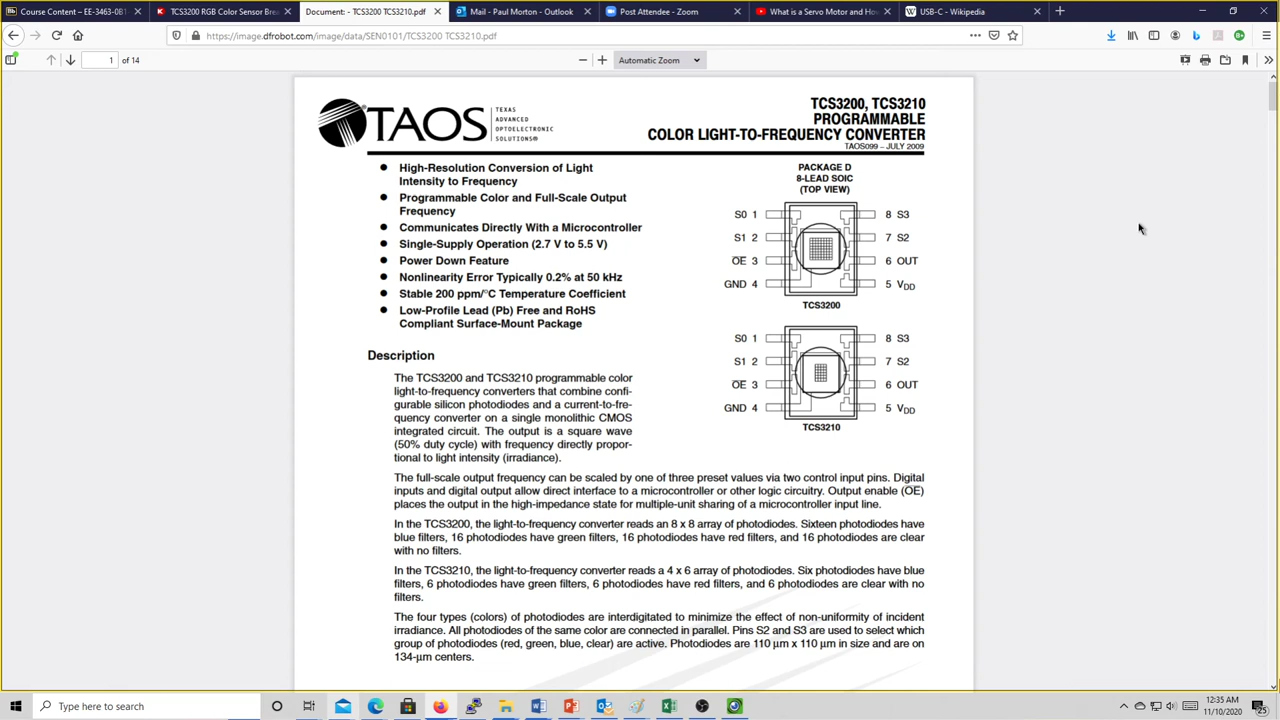 Course Content – EE-3463-0B1
TCS3200 RGB Color Sensor Bre
Document: - TCS3200 TCS3210.pdf
Mail - Paul Morton - Outlook
Post Attendee - Zoom
What is a Servo Motor and How
USB-C - Wikipedia
https://image.dfrobot.com/image/data/SEN0101/TCS3200 TCS3210.pdf
1 of 14
Automatic Zoom
TAOS
TEXAS
ADVANCED
OPTOELECTRONIC
SOLUTIONS®
TCS3200, TCS3210
PROGRAMMABLE
COLOR LIGHT-TO-FREQUENCY CONVERTER
TAOS099 – JULY 2009
● High-Resolution Conversion of Light
Intensity to Frequency
● Programmable Color and Full-Scale Output
Frequency
● Communicates Directly With a Microcontroller
● Single-Supply Operation (2.7 V to 5.5 V)
● Power Down Feature
● Nonlinearity Error Typically 0.2% at 50 kHz
● Stable 200 ppm/°C Temperature Coefficient
● Low-Profile Lead (Pb) Free and RoHS
Compliant Surface-Mount Package
PACKAGE D
8-LEAD SOIC
(TOP VIEW)
S0 1 8 S3
S1 2 7 S2
OE 3 6 OUT
GND 4 5 VDD
TCS3200
S0 1 8 S3
S1 2 7 S2
OE 3 6 OUT
GND 4 5 VDD
TCS3210
Description
The TCS3200 and TCS3210 programmable color
light-to-frequency converters that combine confi-
gurable silicon photodiodes and a current-to-fre-
quency converter on a single monolithic CMOS
integrated circuit. The output is a square wave
(50% duty cycle) with frequency directly propor-
tional to light intensity (irradiance).
The full-scale output frequency can be scaled by one of three preset values via two control input pins. Digital
inputs and digital output allow direct interface to a microcontroller or other logic circuitry. Output enable (OE)
places the output in the high-impedance state for multiple-unit sharing of a microcontroller input line.
In the TCS3200, the light-to-frequency converter reads an 8 x 8 array of photodiodes. Sixteen photodiodes have
blue filters, 16 photodiodes have green filters, 16 photodiodes have red filters, and 16 photodiodes are clear
with no filters.
In the TCS3210, the light-to-frequency converter reads a 4 x 6 array of photodiodes. Six photodiodes have blue
filters, 6 photodiodes have green filters, 6 photodiodes have red filters, and 6 photodiodes are clear with no
filters.
The four types (colors) of photodiodes are interdigitated to minimize the effect of non-uniformity of incident
irradiance. All photodiodes of the same color are connected in parallel. Pins S2 and S3 are used to select which
group of photodiodes (red, green, blue, clear) are active. Photodiodes are 110 μm x 110 μm in size and are on
134-μm centers.
Type here to search
12:35 AM
11/10/2020
25